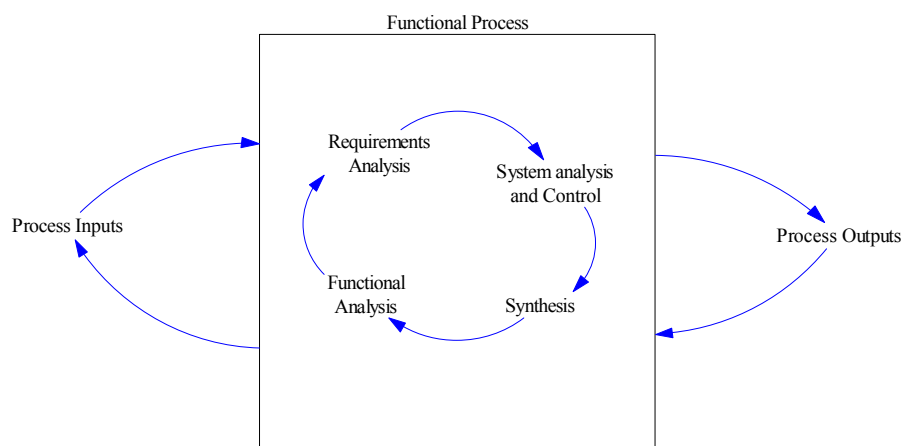 Functional Process
Requirements
Analysis
System analysis
and Control
Process Inputs
Process Outputs
Functional
Analysis
Synthesis